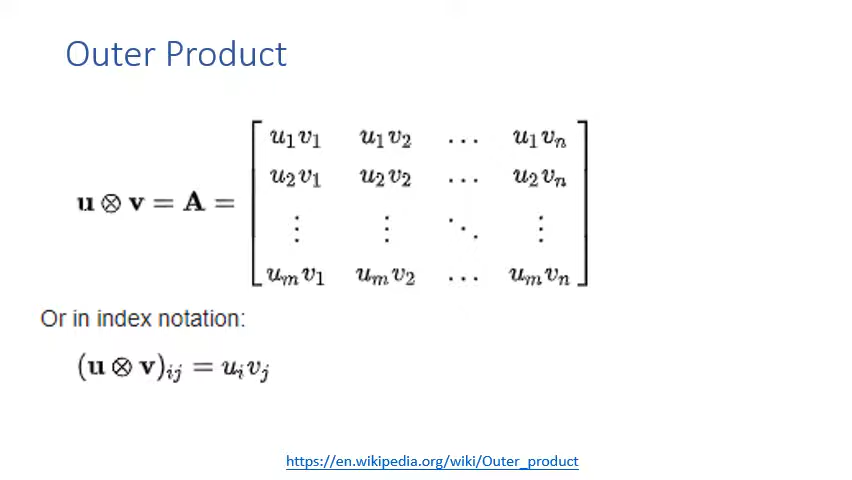 Outer Product
u ⊗ v = A = [ u₁v₁ u₁v₂ … u₁vₙ
u₂v₁ u₂v₂ … u₂vₙ
⋮ ⋮ ⋱ ⋮
uₘv₁ uₘv₂ … uₘvₙ ]
Or in index notation:
(u ⊗ v)ᵢⱼ = uᵢvⱼ
https://en.wikipedia.org/wiki/Outer_product